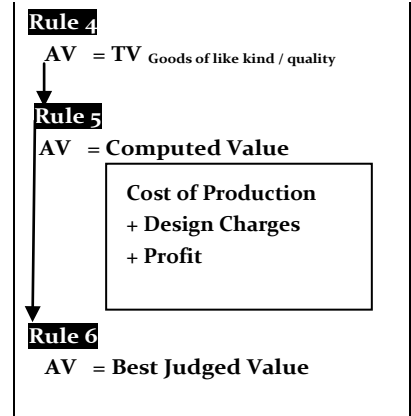 Rule 4
AV = TV Goods of like kind / quality
Rule 5
AV = Computed Value
Cost of Production
+ Design Charges
+ Profit
Rule 6
AV = Best Judged Value